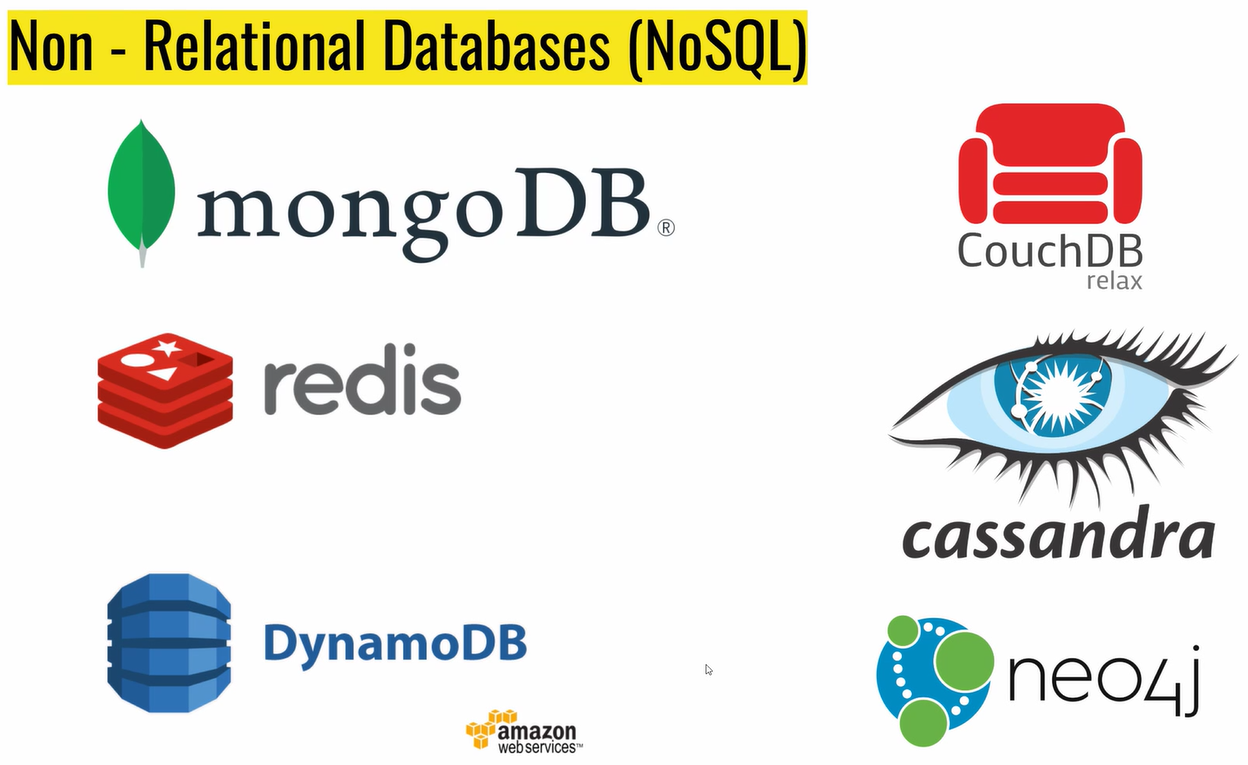 Non - Relational Databases (NoSQL)
mongoDB®
CouchDB
relax
redis
cassandra
DynamoDB
neo4j
amazon
web services™